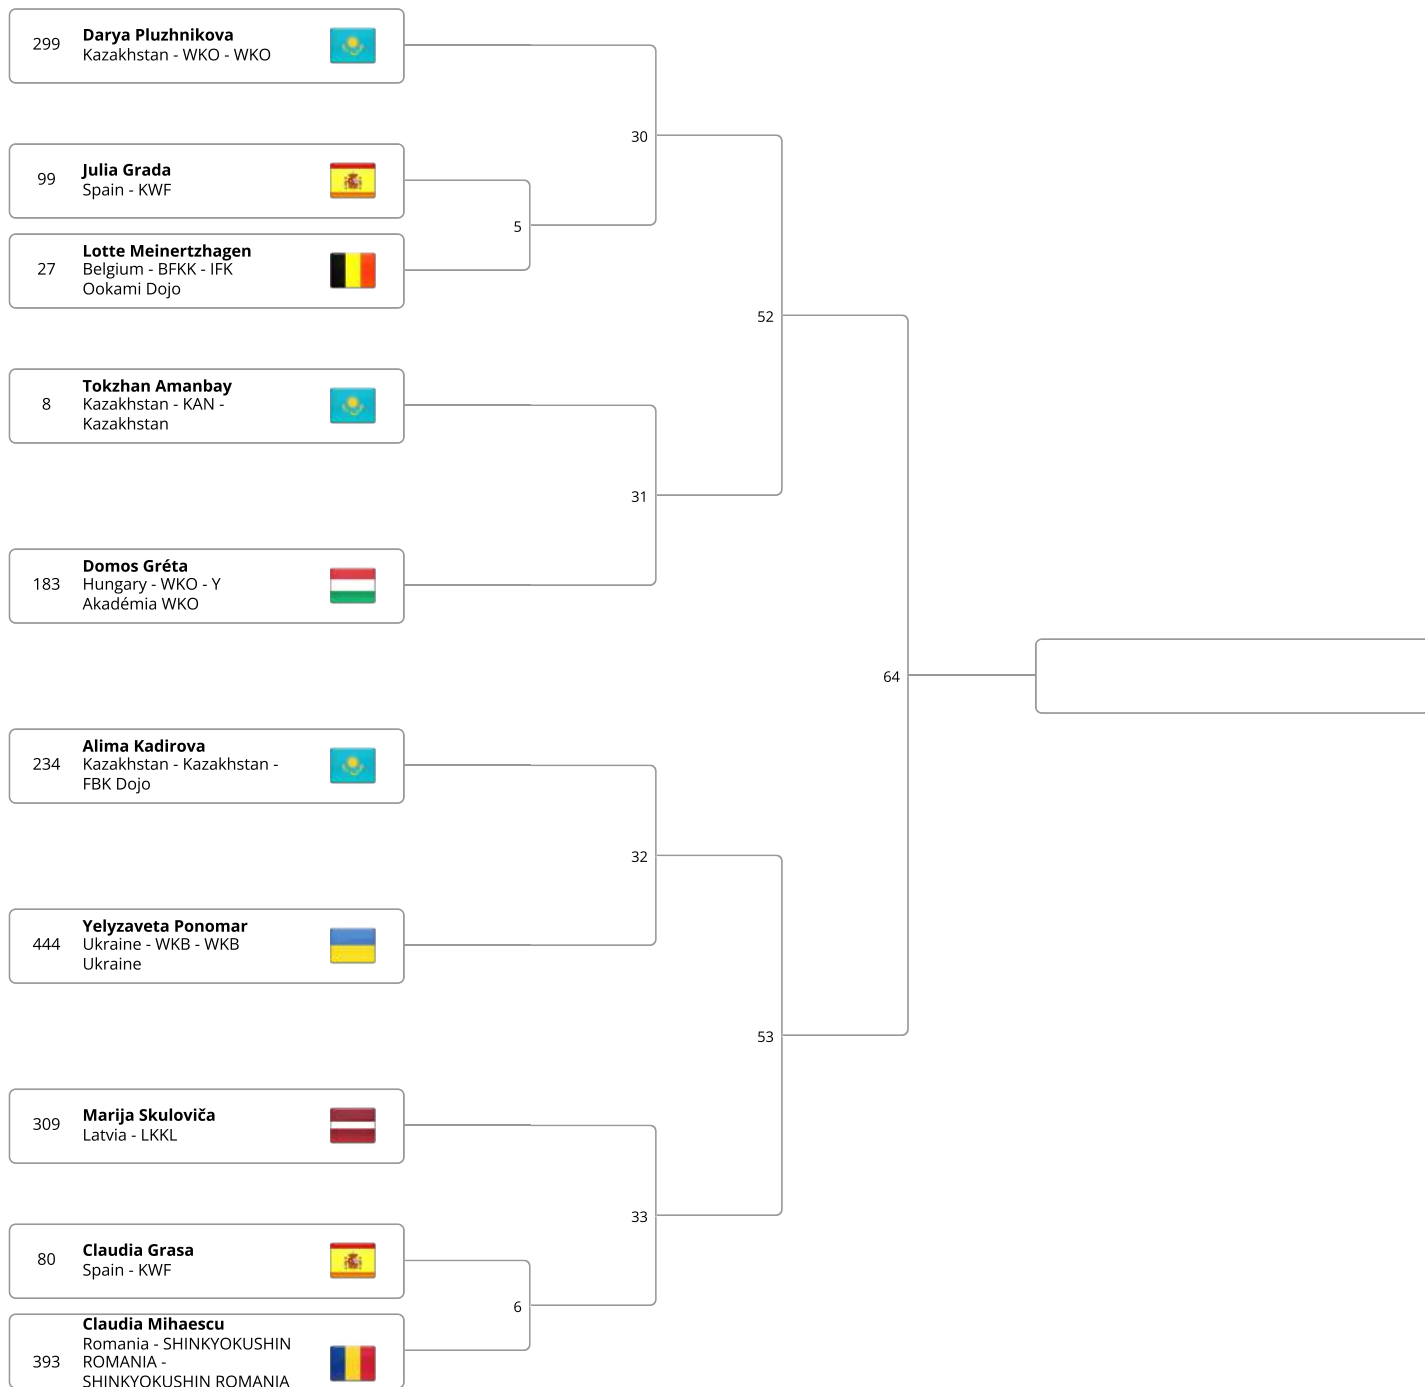 299
Darya Pluzhnikova
Kazakhstan - WKO - WKO
30
99
Julia Grada
Spain - KWF
5
27
Lotte Meinertzhagen
Belgium - BFKK - IFK
Ookami Dojo
52
8
Tokzhan Amanbay
Kazakhstan - KAN -
Kazakhstan
31
183
Domos Gréta
Hungary - WKO - Y
Akadémia WKO
64
234
Alima Kadirova
Kazakhstan - Kazakhstan -
FBK Dojo
32
444
Yelyzaveta Ponomar
Ukraine - WKB - WKB
Ukraine
53
309
Marija Skuloviča
Latvia - LKKL
33
80
Claudia Grasa
Spain - KWF
6
393
Claudia Mihaescu
Romania - SHINKYOKUSHIN
ROMANIA -
SHINKYOKUSHIN ROMANIA